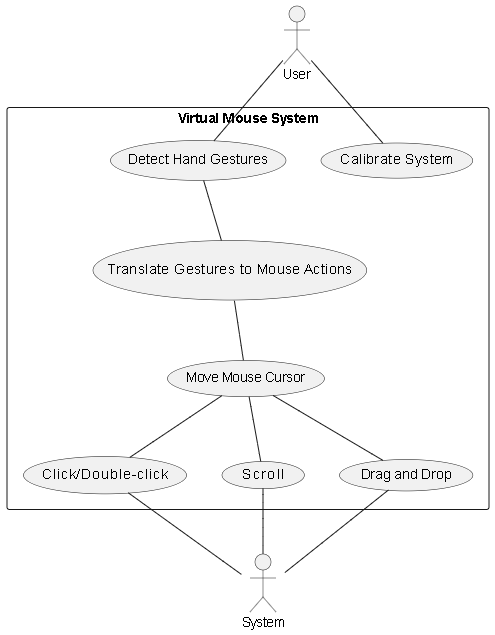 User
Virtual Mouse System
Detect Hand Gestures
Calibrate System
Translate Gestures to Mouse Actions
Move Mouse Cursor
Click/Double-click
Scroll
Drag and Drop
System